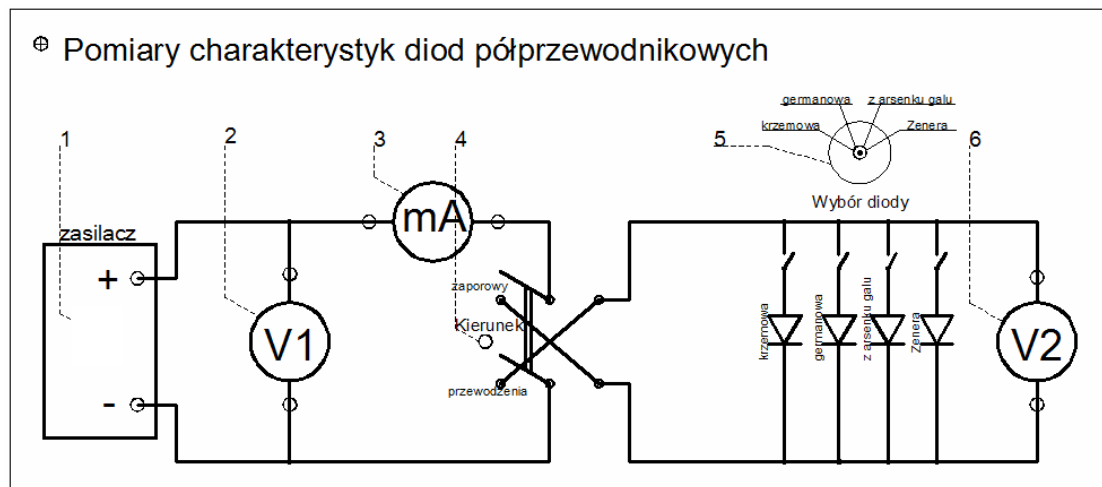 Pomiary charakterystyk diod półprzewodnikowych
germanowa
z arsenku galu
krzemowa
Zenera
1
2
3
4
5
6
Wybór diody
zasilacz
+
-
V1
mA
zaporowy
Kierunek
przewodzenia
krzemowa
germanowa
z arsenku galu
Zenera
V2